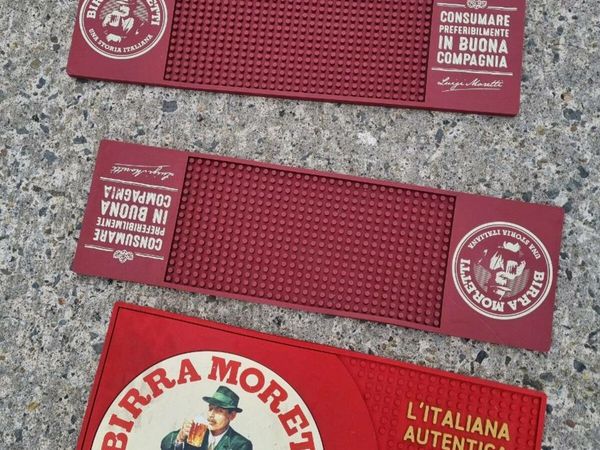 BIRRA MORETTI
UNA STORIA ITALIANA
CONSUMARE
PREFERIBILMENTE
IN BUONA
COMPAGNIA
Luigi Moretti
CONSUMARE
PREFERIBILMENTE
IN BUONA
COMPAGNIA
Luigi Moretti
BIRRA MORETTI
UNA STORIA ITALIANA
BIRRA MORET
L'ITALIANA
AUTENTICA